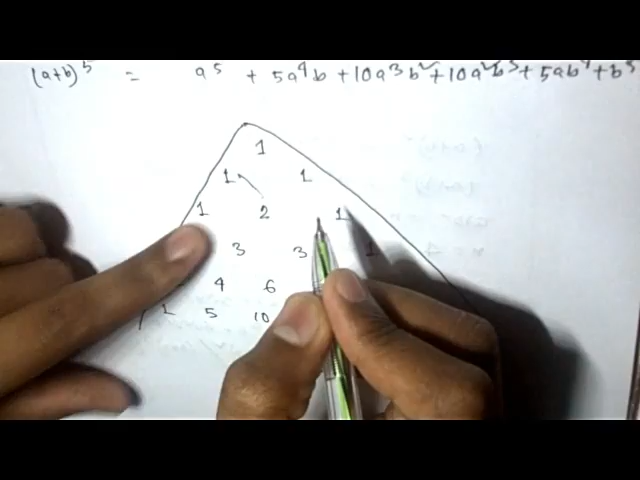 (a+b)⁵ = a⁵ + 5a⁴b + 10a³b² + 10a²b³ + 5ab⁴ + b⁵
1
1 1
1 2 1
3 3 1
4 6
1 5 10